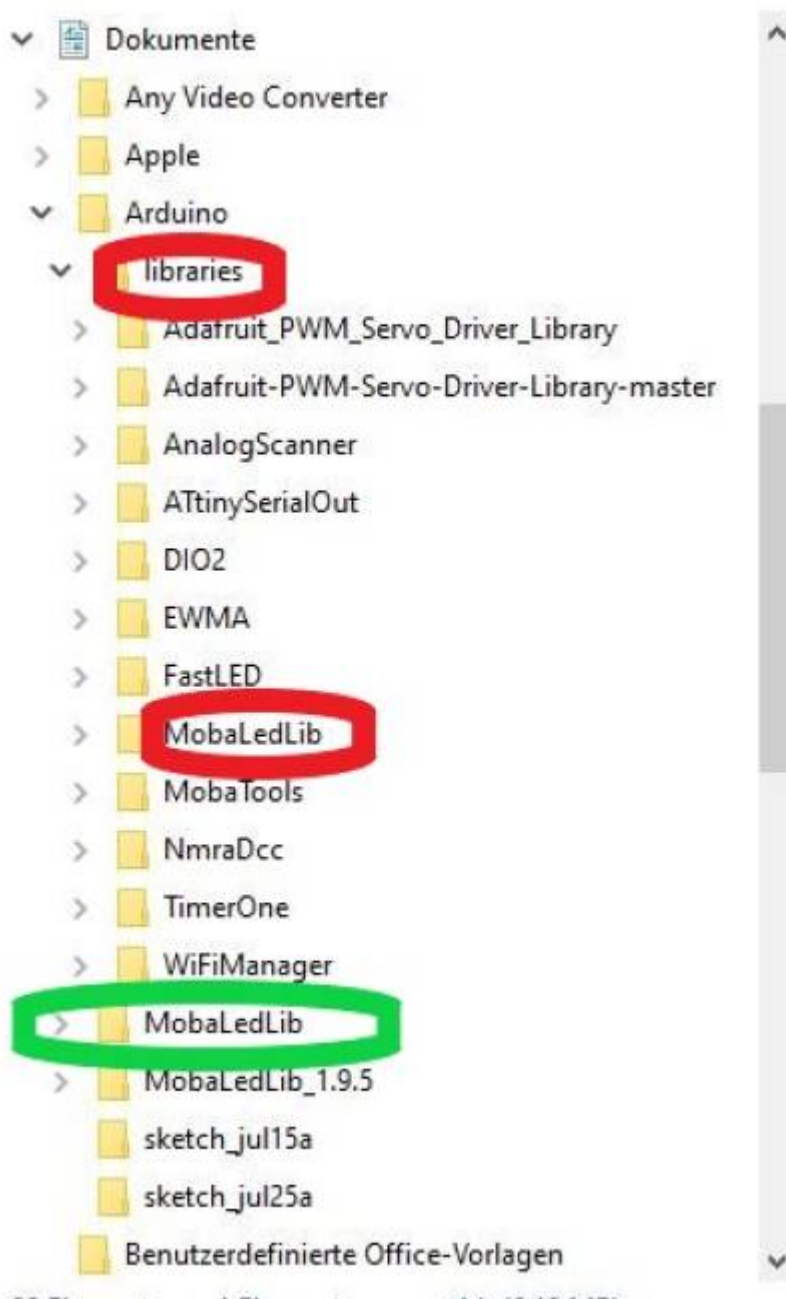 Dokumente
Any Video Converter
Apple
Arduino
libraries
Adafruit_PWM_Servo_Driver_Library
Adafruit-PWM-Servo-Driver-Library-master
AnalogScanner
ATtinySerialOut
DIO2
EWMA
FastLED
MobaLedLib
MobaTools
NmraDcc
TimerOne
WiFiManager
MobaLedLib
MobaLedLib_1.9.5
sketch_jul15a
sketch_jul25a
Benutzerdefinierte Office-Vorlagen